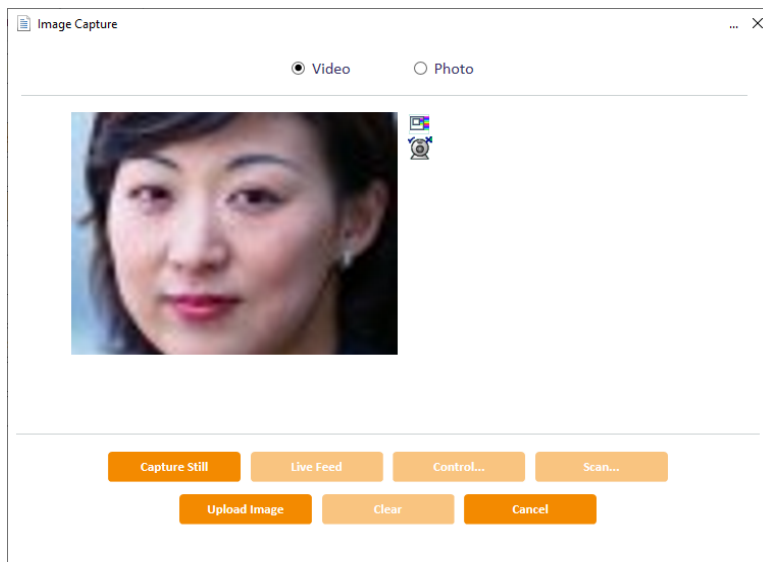 Image Capture ...
Video Photo
Capture Still Live Feed Control... Scan...
Upload Image Clear Cancel